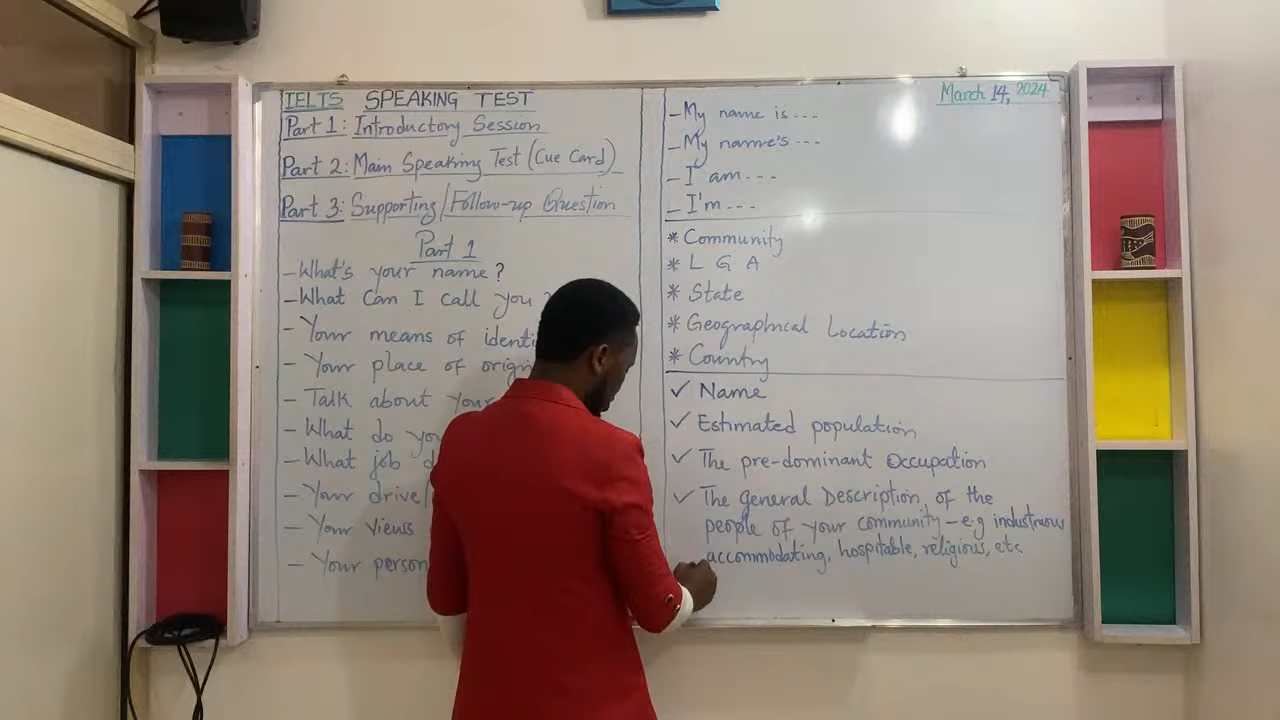 IELTS SPEAKING TEST
Part 1: Introductory Session
Part 2: Main Speaking Test (Cue Card)
Part 3: Supporting/Follow-up Question
Part 1
- What's your name?
- What can I call you
- Your means of identi
- Your place of origin
- Talk about your
- What do you
- What job
- Your drive/
- Your views
- Your person
March 14, 2024
- My name is ---
- My name's ---
- I am ---
- I'm ---
* Community
* L G A
* State
* Geographical Location
* Country
✓ Name
✓ Estimated population
✓ The pre-dominant Occupation
✓ The general Description of the
people of your community - e.g industrious
accommodating, hospitable, religious, etc